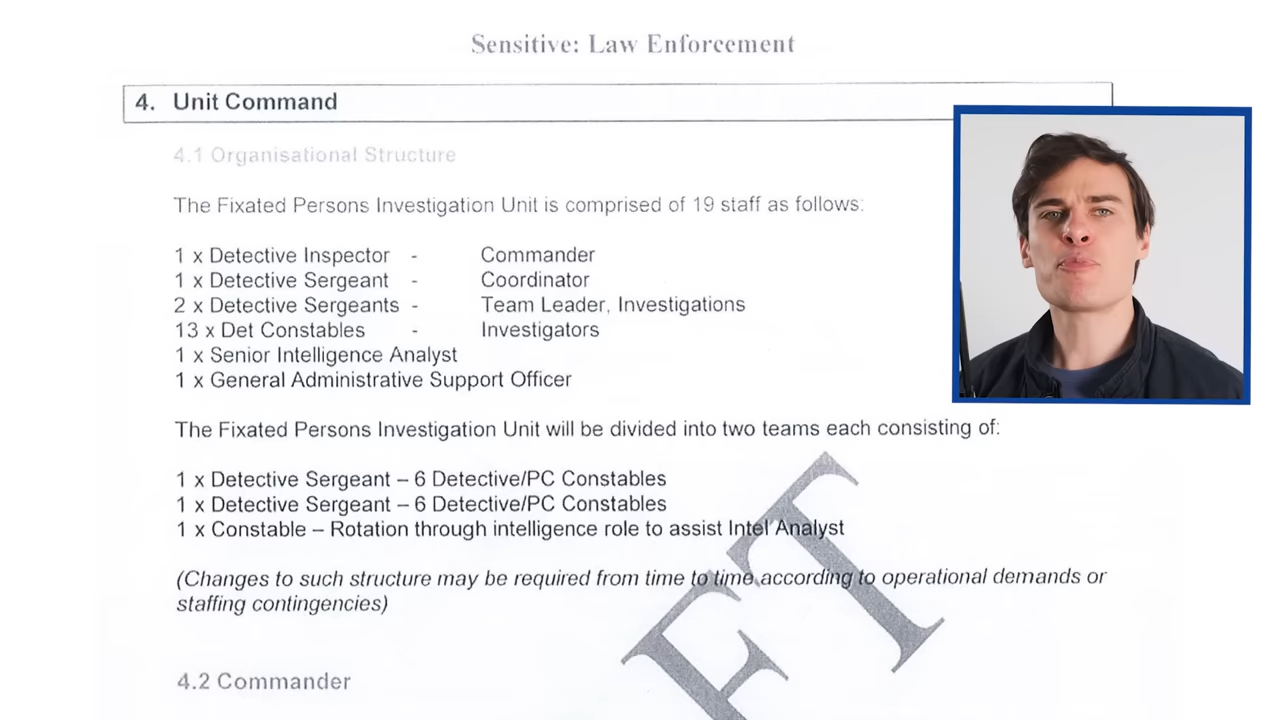 Sensitive: Law Enforcement
4. Unit Command
4.1 Organisational Structure
The Fixated Persons Investigation Unit is comprised of 19 staff as follows:
1 x Detective Inspector - Commander
1 x Detective Sergeant - Coordinator
2 x Detective Sergeants - Team Leader, Investigations
13 x Det Constables - Investigators
1 x Senior Intelligence Analyst
1 x General Administrative Support Officer
The Fixated Persons Investigation Unit will be divided into two teams each consisting of:
1 x Detective Sergeant – 6 Detective/PC Constables
1 x Detective Sergeant – 6 Detective/PC Constables
1 x Constable – Rotation through intelligence role to assist Intel Analyst
(Changes to such structure may be required from time to time according to operational demands or
staffing contingencies)
FT
4.2 Commander